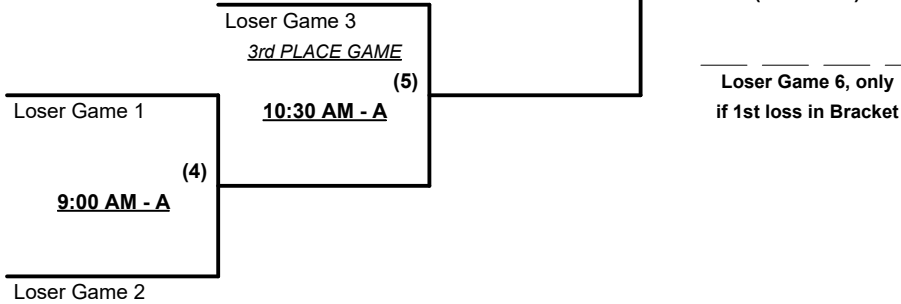 Loser Game 3
3rd PLACE GAME
(5)
10:30 AM - A
Loser Game 6, only
if 1st loss in Bracket
Loser Game 1
(4)
9:00 AM - A
Loser Game 2